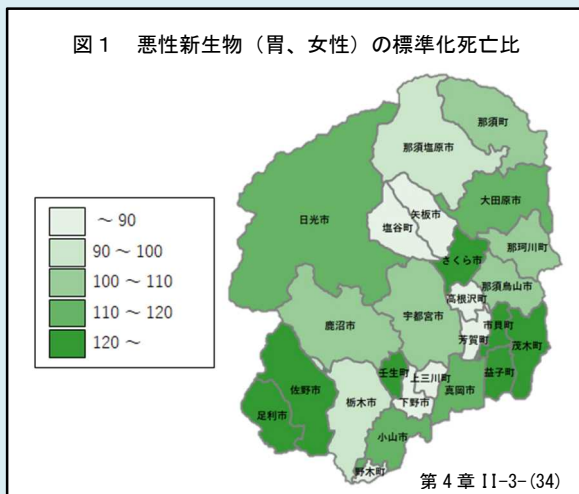 図1 悪性新生物(胃、女性)の標準化死亡比
那須町
那須塩原市
大田原市
日光市
矢板市
塩谷町
那珂川町
さくら市
那須烏山市
高根沢町
宇都宮市
鹿沼市
市貝町
茂木町
芳賀町
壬生町
上三川町
益子町
真岡市
下野市
佐野市
栃木市
足利市
小山市
野木町
~90
90~100
100~110
110~120
120~
第4章 II-3-(34)